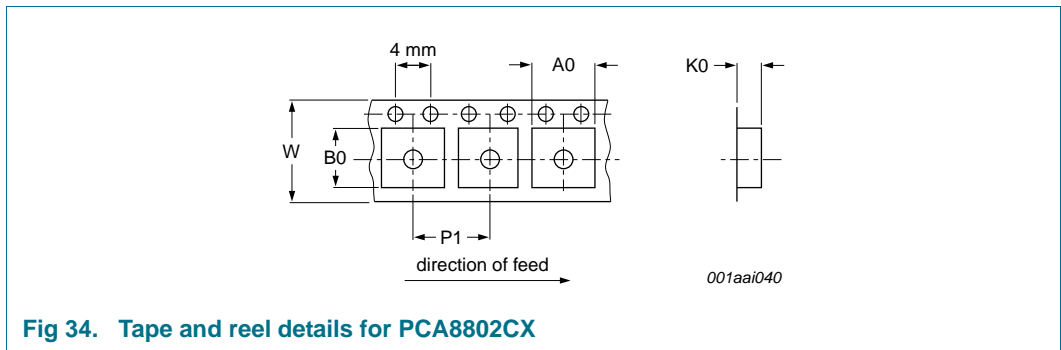 4 mm
A0
K0
W
B0
P1
direction of feed
001aai040
Fig 34. Tape and reel details for PCA8802CX